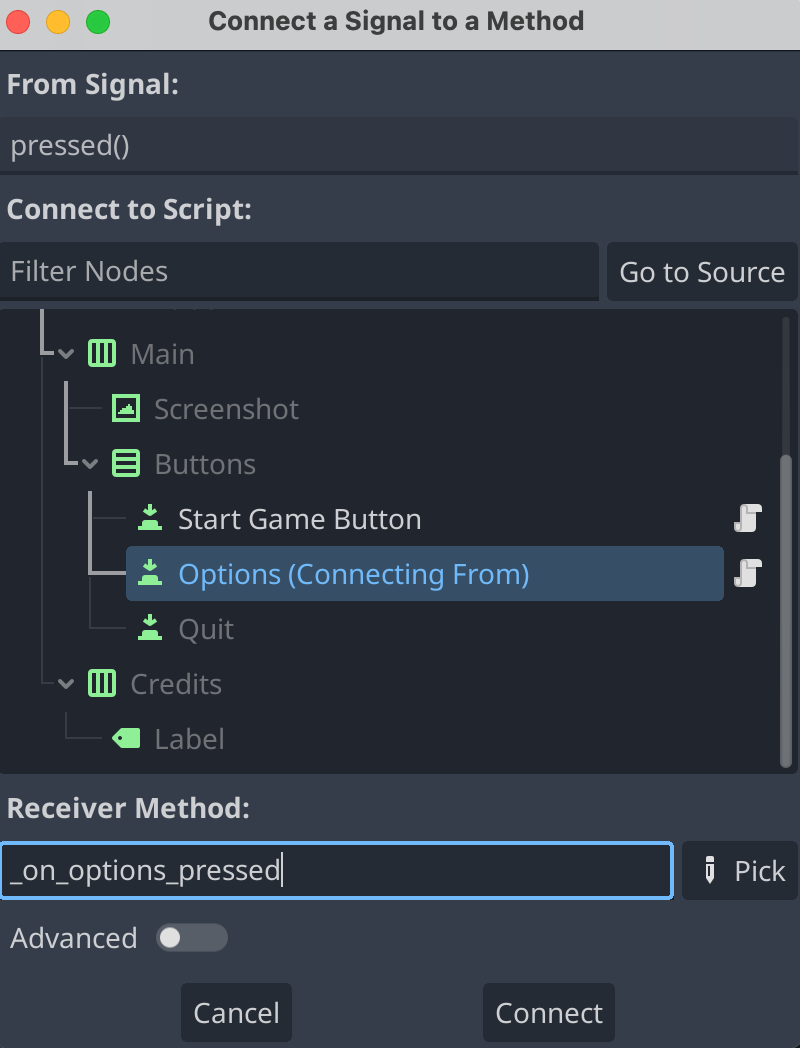 Connect a Signal to a Method
From Signal:
pressed()
Connect to Script:
Filter Nodes
Go to Source
Main
Screenshot
Buttons
Start Game Button
Options (Connecting From)
Quit
Credits
Label
Receiver Method:
_on_options_pressed
Pick
Advanced
Cancel
Connect